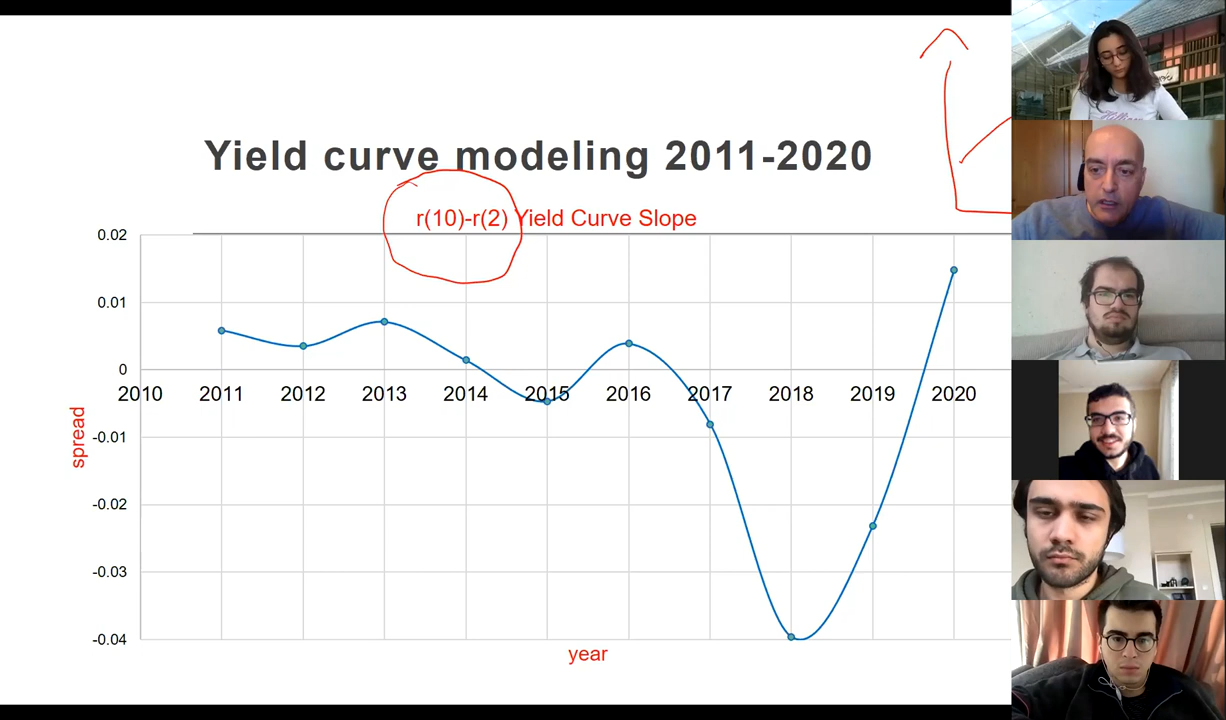 Yield curve modeling 2011-2020
r(10)-r(2) Yield Curve Slope
0.02
0.01
0
2010 2011 2012 2013 2014 2015 2016 2017 2018 2019 2020
spread
-0.01
-0.02
-0.03
-0.04
year